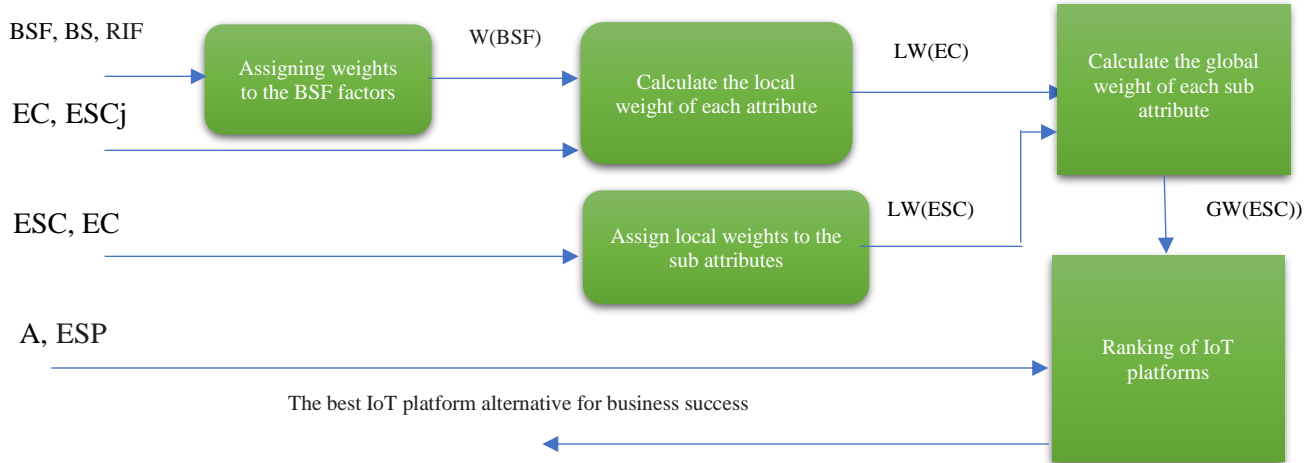 BSF, BS, RIF
W(BSF)
Assigning weights
to the BSF factors
Calculate the local
weight of each attribute
LW(EC)
Calculate the global
weight of each sub
attribute
EC, ESCj
ESC, EC
Assign local weights to the
sub attributes
LW(ESC)
GW(ESC))
A, ESP
Ranking of IoT
platforms
The best IoT platform alternative for business success